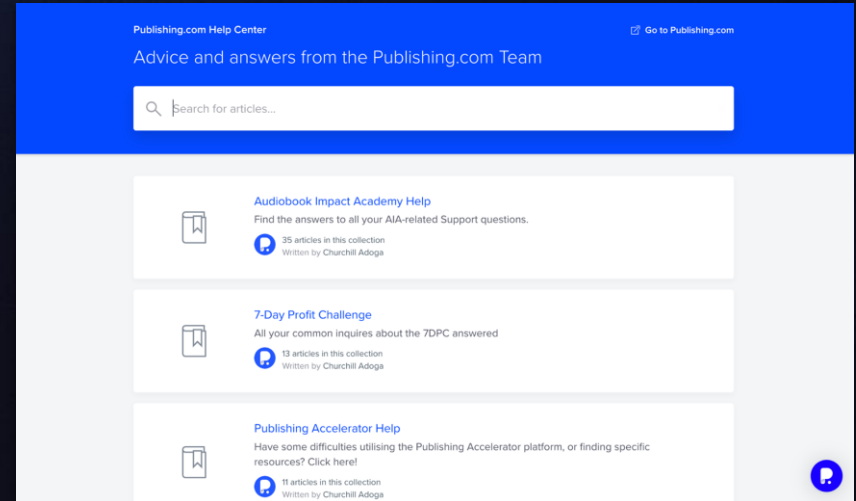 Publishing.com Help Center
Go to Publishing.com
Advice and answers from the Publishing.com Team
Search for articles...
Audiobook Impact Academy Help
Find the answers to all your AIA-related Support questions.
35 articles in this collection
Written by Churchill Adoga
7-Day Profit Challenge
All your common inquires about the 7DPC answered
13 articles in this collection
Written by Churchill Adoga
Publishing Accelerator Help
Have some difficulties utilising the Publishing Accelerator platform, or finding specific
resources? Click here!
11 articles in this collection
Written by Churchill Adoga